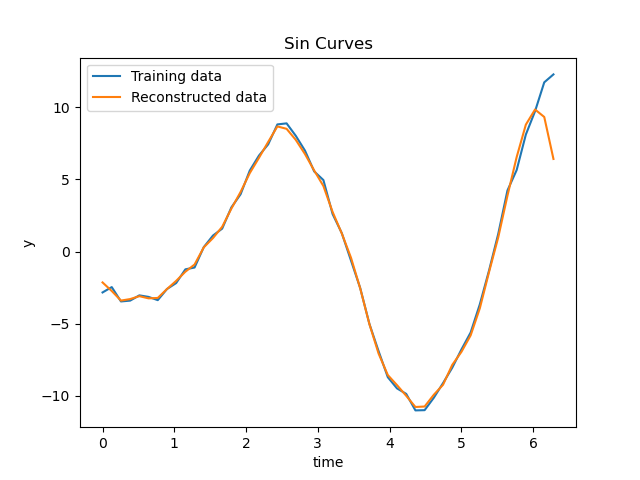 Sin Curves
Training data
Reconstructed data
10
5
0
−5
−10
y
0 1 2 3 4 5 6
time